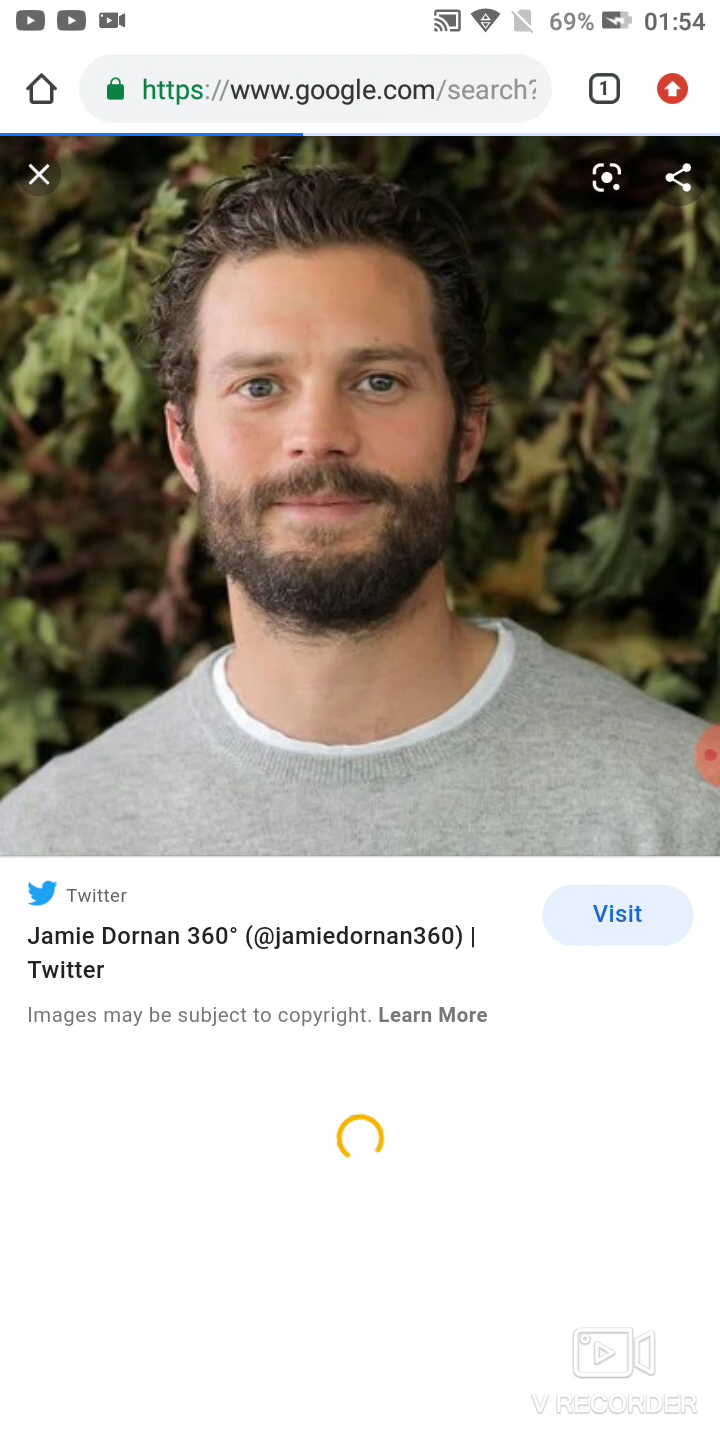 69% 01:54
https://www.google.com/search?
1
Twitter
Visit
Jamie Dornan 360° (@jamiedornan360) |
Twitter
Images may be subject to copyright. Learn More
V RECORDER